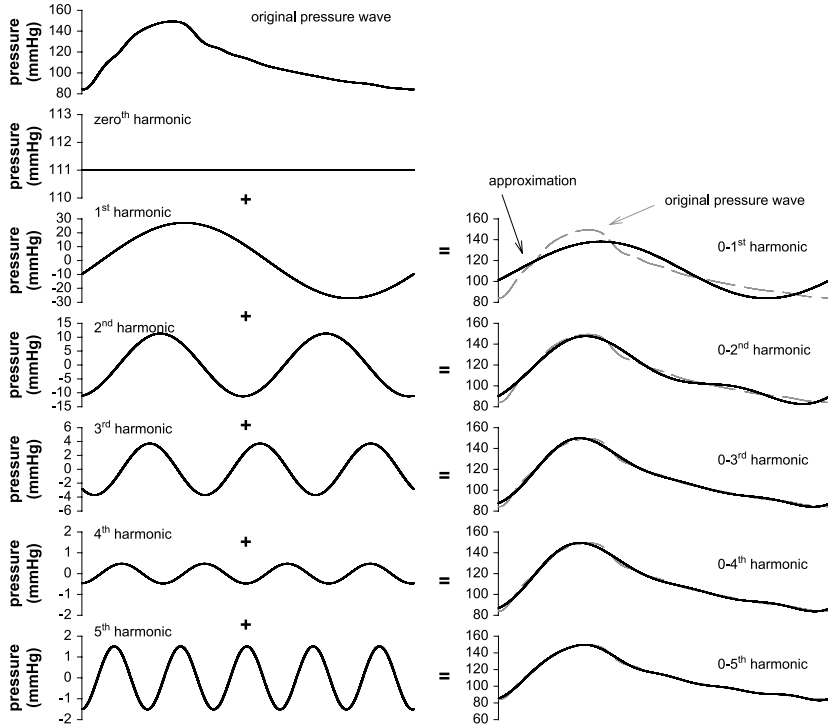 160
140
120
100
80
pressure
(mmHg)
original pressure wave
113
112
111
110
pressure
(mmHg)
zeroth harmonic
+
30
20
10
0
-10
-20
-30
pressure
(mmHg)
1st harmonic
=
160
140
120
100
80
approximation
original pressure wave
0-1st harmonic
+
15
10
5
0
-5
-10
-15
pressure
(mmHg)
2nd harmonic
=
160
140
120
100
80
0-2nd harmonic
+
6
4
2
0
-2
-4
-6
pressure
(mmHg)
3rd harmonic
=
160
140
120
100
80
0-3rd harmonic
+
2
1
0
-1
-2
pressure
(mmHg)
4th harmonic
=
160
140
120
100
80
0-4th harmonic
+
2
1
0
-1
-2
pressure
(mmHg)
5th harmonic
=
160
140
120
100
80
60
0-5th harmonic